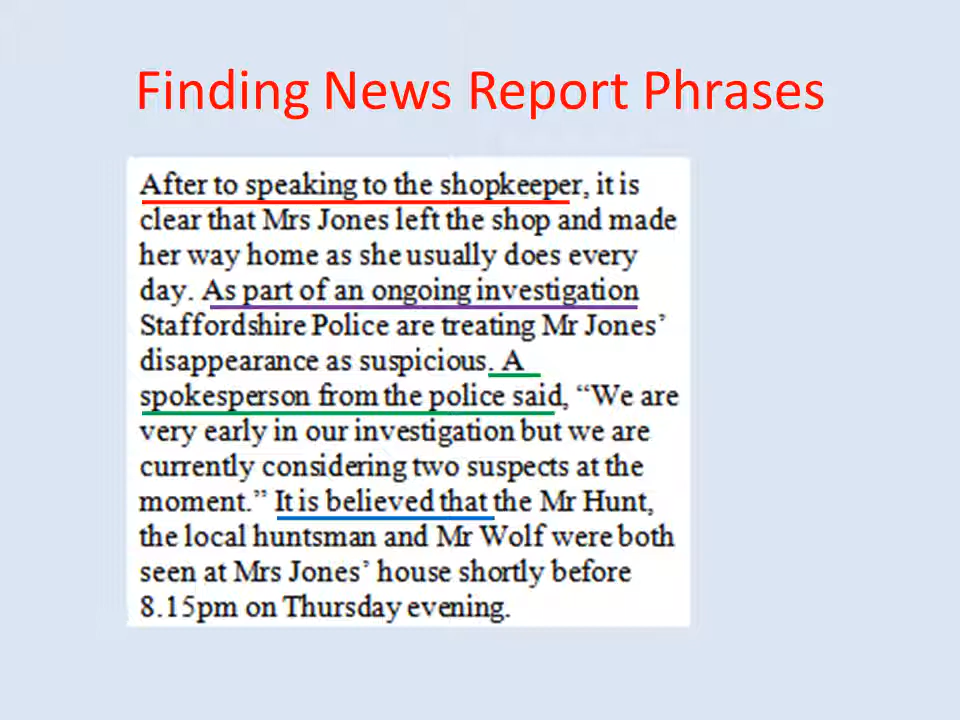 Finding News Report Phrases
After to speaking to the shopkeeper, it is
clear that Mrs Jones left the shop and made
her way home as she usually does every
day. As part of an ongoing investigation
Staffordshire Police are treating Mr Jones’
disappearance as suspicious. A
spokesperson from the police said, “We are
very early in our investigation but we are
currently considering two suspects at the
moment.” It is believed that the Mr Hunt,
the local huntsman and Mr Wolf were both
seen at Mrs Jones’ house shortly before
8.15pm on Thursday evening.